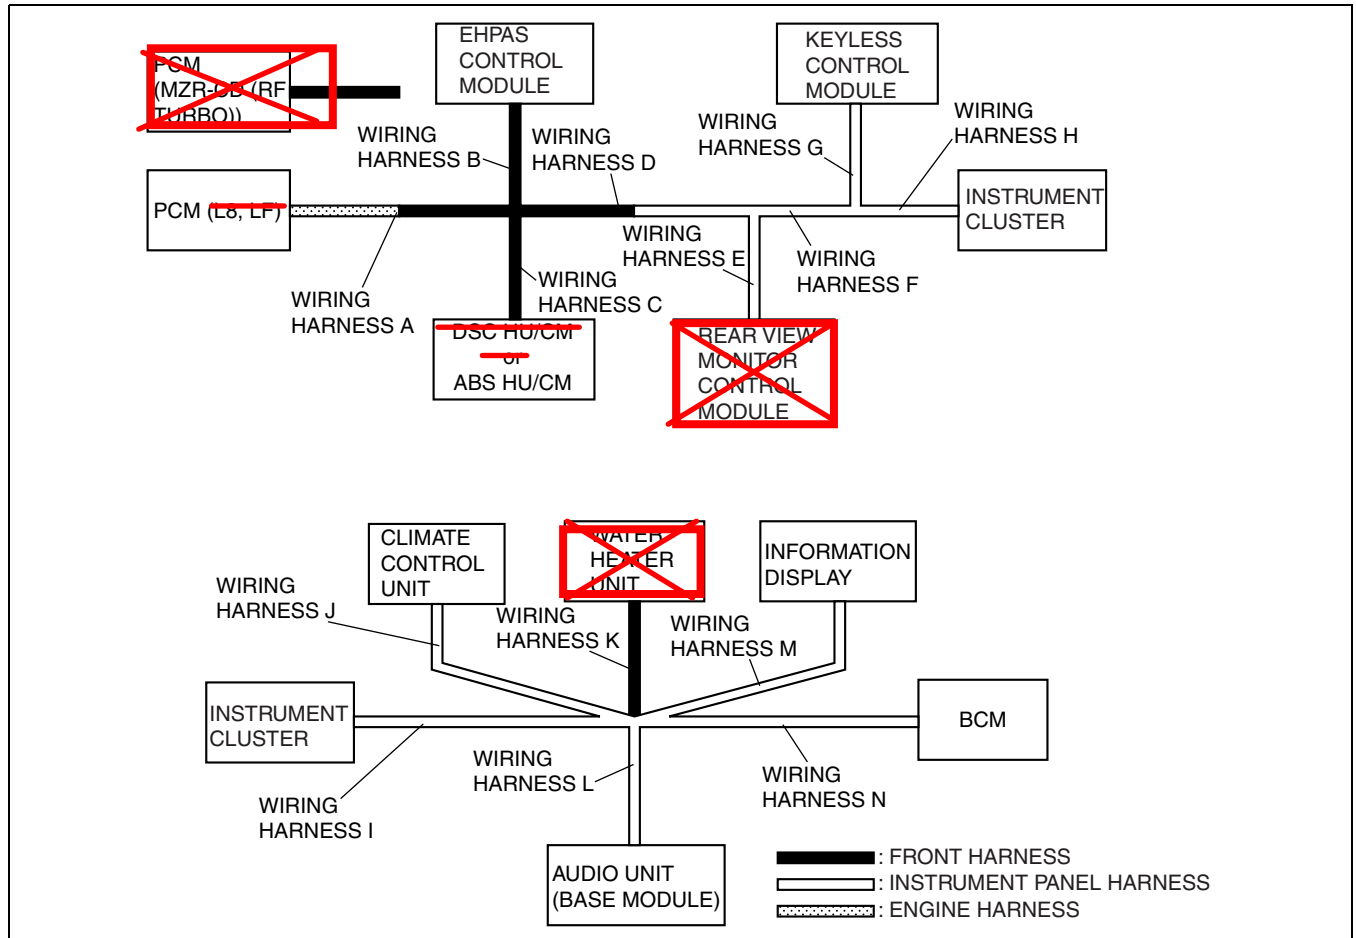 PCM
(MZR-CD (RF
TURBO))
EHPAS
CONTROL
MODULE
KEYLESS
CONTROL
MODULE
WIRING
HARNESS B
WIRING
HARNESS D
WIRING
HARNESS G
WIRING
HARNESS H
PCM (L8, LF)
INSTRUMENT
CLUSTER
WIRING
HARNESS E
WIRING
HARNESS F
WIRING
HARNESS A
WIRING
HARNESS C
DSC HU/CM
or
ABS HU/CM
REAR VIEW
MONITOR
CONTROL
MODULE
CLIMATE
CONTROL
UNIT
WATER
HEATER
UNIT
INFORMATION
DISPLAY
WIRING
HARNESS J
WIRING
HARNESS K
WIRING
HARNESS M
INSTRUMENT
CLUSTER
BCM
WIRING
HARNESS L
WIRING
HARNESS N
WIRING
HARNESS I
AUDIO UNIT
(BASE MODULE)
: FRONT HARNESS
: INSTRUMENT PANEL HARNESS
: ENGINE HARNESS